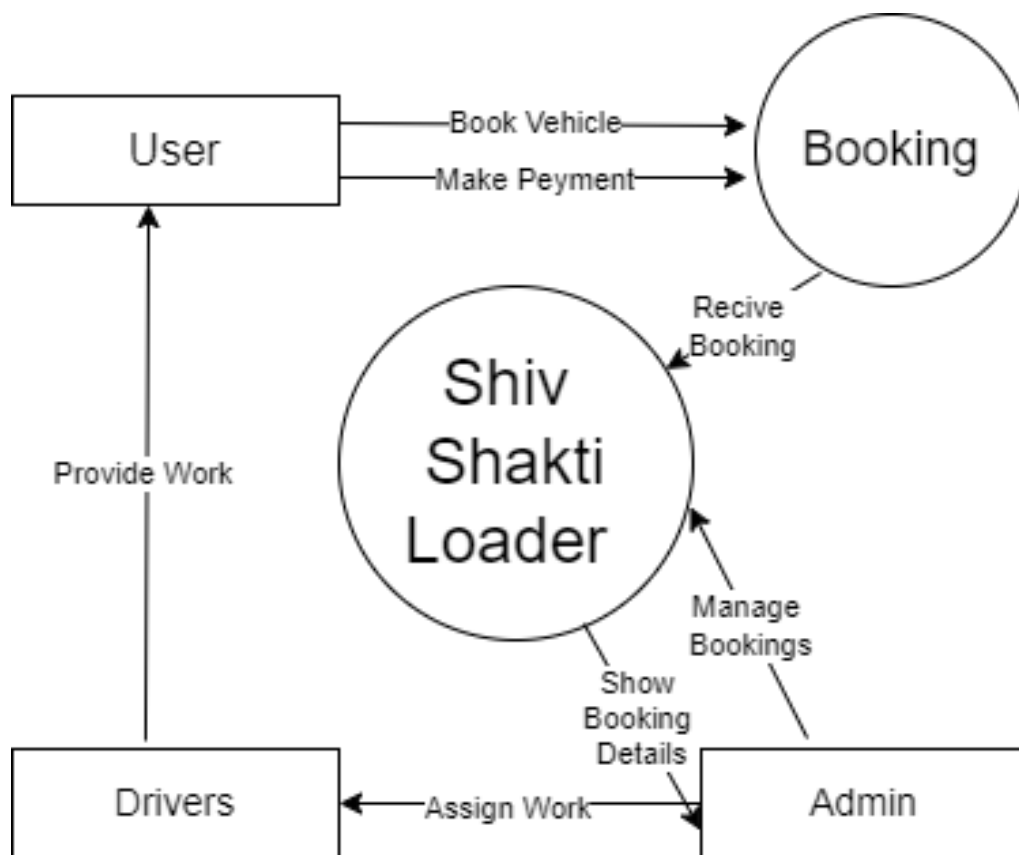 User
Book Vehicle
Make Peyment
Booking
Recive
Booking
Shiv
Shakti
Loader
Provide Work
Manage
Bookings
Show
Booking
Details
Drivers
Assign Work
Admin